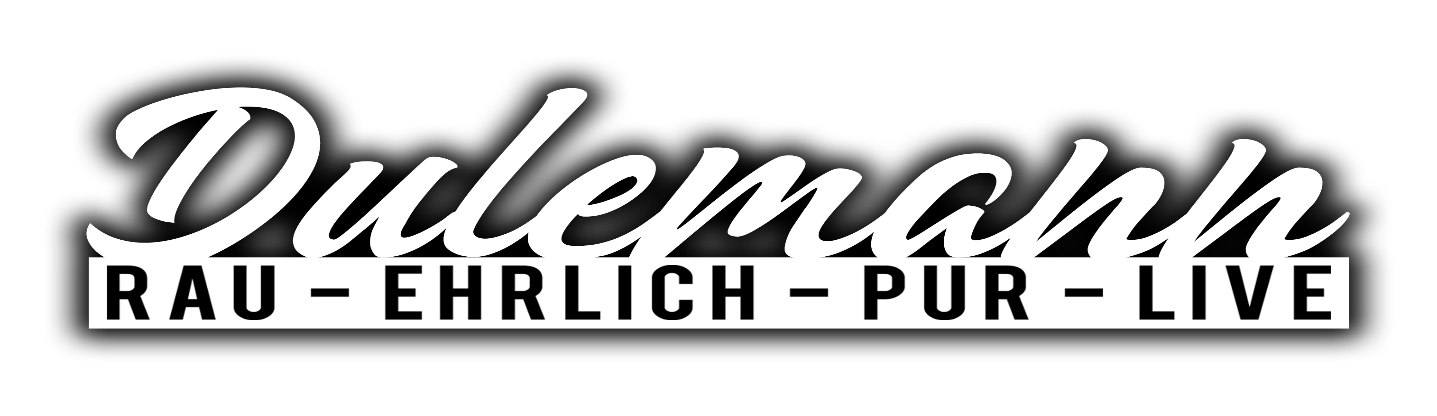 Dulemann
RAU – EHRLICH – PUR – LIVE